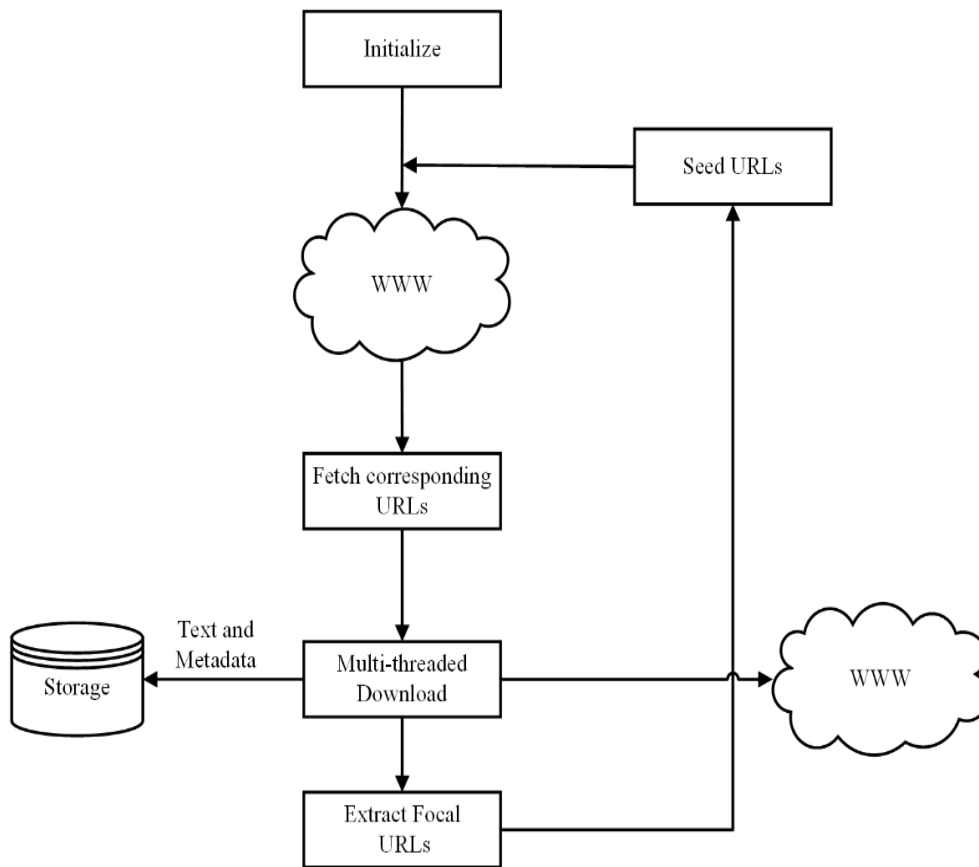 Initialize
Seed URLs
WWW
Fetch corresponding
URLs
Text and
Metadata
Storage
Multi-threaded
Download
WWW
Extract Focal
URLs